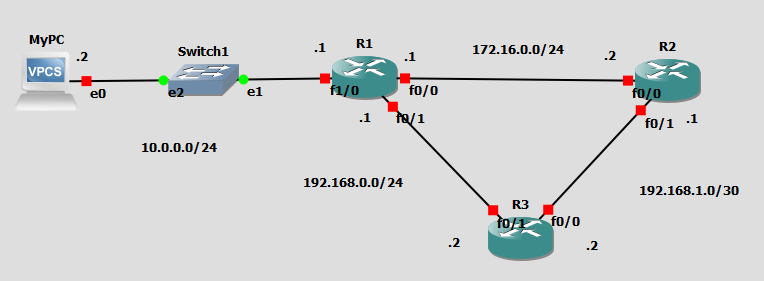 MyPC
VPCS
.2
e0
Switch1
e2
e1
10.0.0.0/24
R1
.1
.1
f1/0
f0/0
.1
f0/1
172.16.0.0/24
R2
.2
f0/0
f0/1
.1
192.168.0.0/24
192.168.1.0/30
R3
f0/1
f0/0
.2
.2